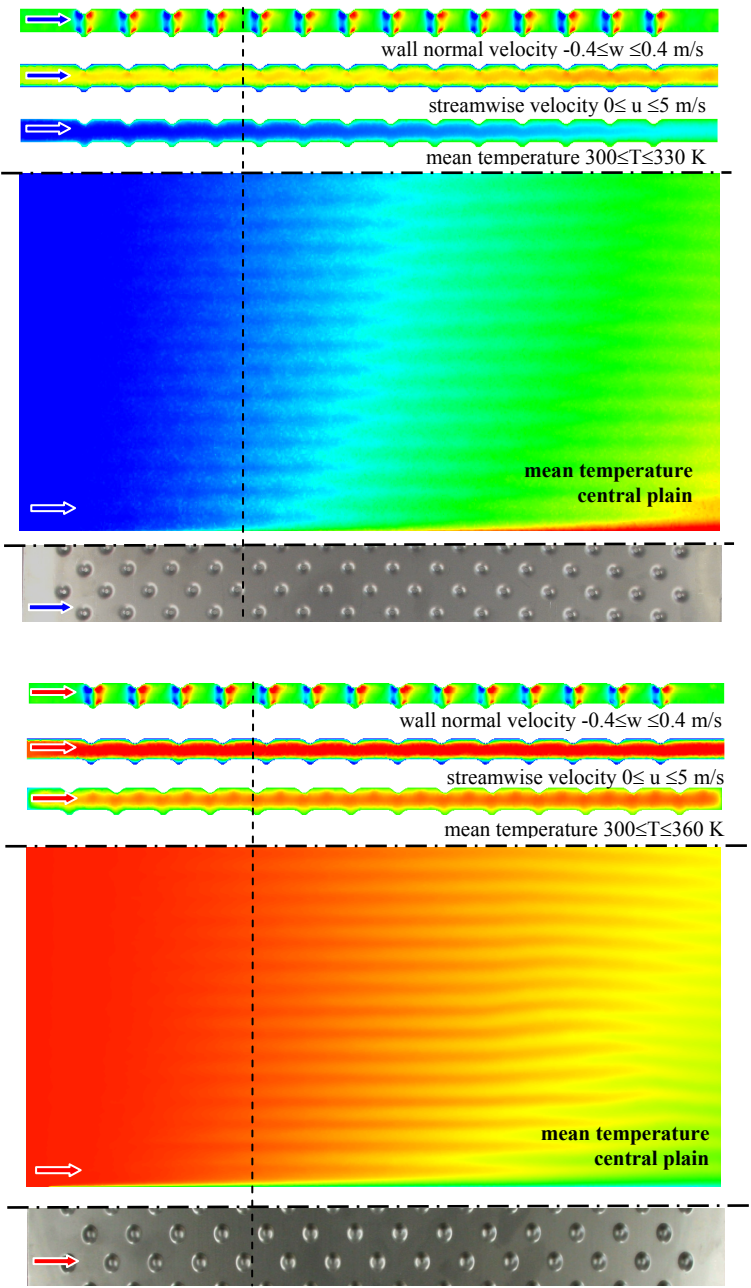 wall normal velocity -0.4≤w ≤0.4 m/s
streamwise velocity 0≤ u ≤5 m/s
mean temperature 300≤T≤330 K
mean temperature
central plain
wall normal velocity -0.4≤w ≤0.4 m/s
streamwise velocity 0≤ u ≤5 m/s
mean temperature 300≤T≤360 K
mean temperature
central plain